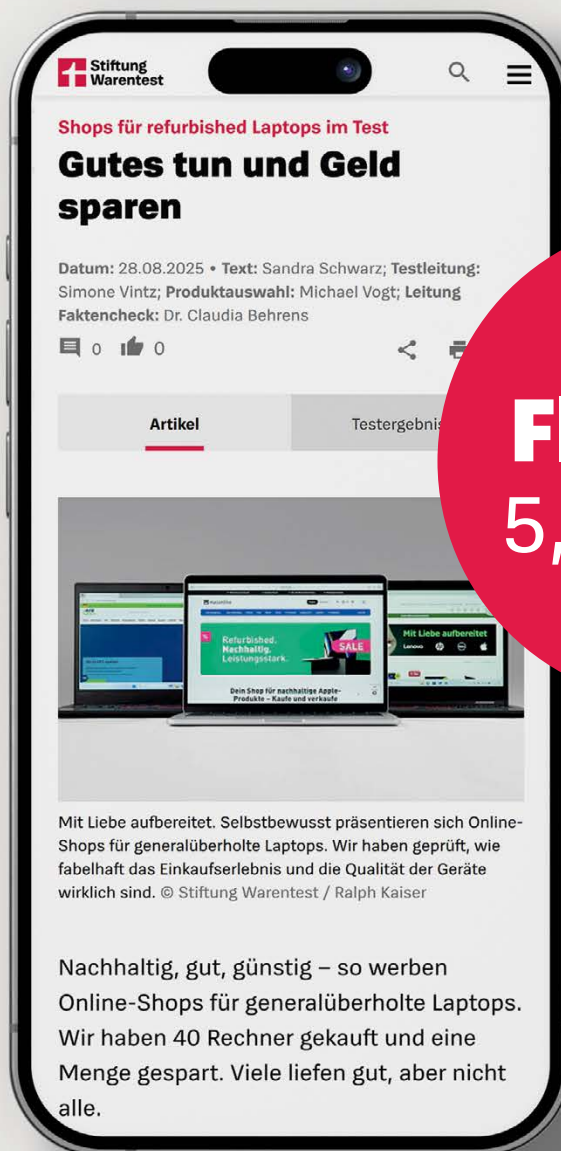 Stiftung
Warentest
Shops für refurbished Laptops im Test
Gutes tun und Geld
sparen
Datum: 28.08.2025 • Text: Sandra Schwarz; Testleitung:
Simone Vintz; Produktauswahl: Michael Vogt; Leitung
Faktencheck: Dr. Claudia Behrens
0 0
Artikel
5,
Refurbished.
Nachhaltig.
Leistungsstark.
SALE
Mit Liebe aufbereitet
Lenovo
Dein Shop für nachhaltige Apple-
Produkte – Kaufe und verkaufe
Mit Liebe aufbereitet. Selbstbewusst präsentieren sich Online-
Shops für generalüberholte Laptops. Wir haben geprüft, wie
fabelhaft das Einkaufserlebnis und die Qualität der Geräte
wirklich sind. © Stiftung Warentest / Ralph Kaiser
Nachhaltig, gut, günstig – so werben
Online-Shops für generalüberholte Laptops.
Wir haben 40 Rechner gekauft und eine
Menge gespart. Viele liefen gut, aber nicht
alle.